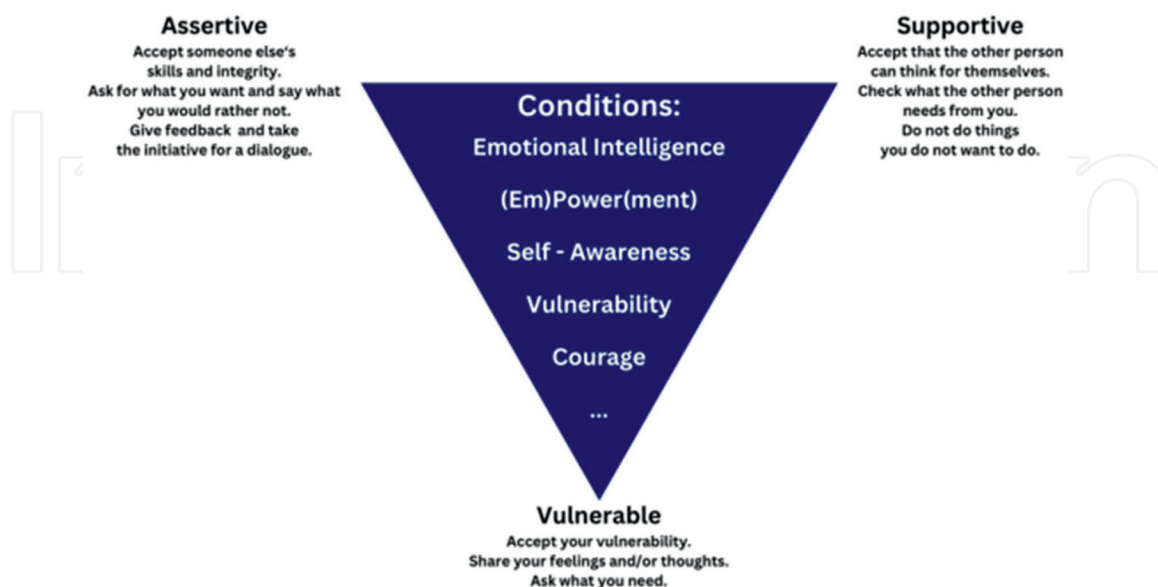 Assertive
Accept someone else‘s
skills and integrity.
Ask for what you want and say what
you would rather not.
Give feedback and take
the initiative for a dialogue.
Supportive
Accept that the other person
can think for themselves.
Check what the other person
needs from you.
Do not do things
you do not want to do.
Conditions:
Emotional Intelligence
(Em)Power(ment)
Self - Awareness
Vulnerability
Courage
...
Vulnerable
Accept your vulnerability.
Share your feelings and/or thoughts.
Ask what you need.